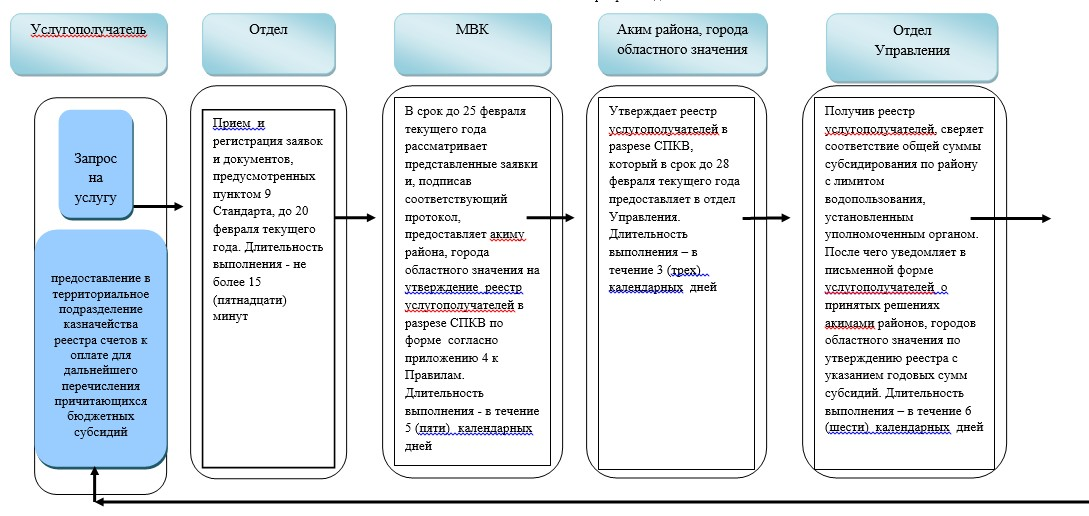 Услугополучатель
Отдел
МВК
Аким района, города
областного значения
Отдел
Управления
Запрос
на
услугу
предоставление в
территориальное
подразделение
казначейства
реестра счетов к
оплате для
дальнейшего
перечисления
причитающихся
бюджетных
субсидий
Прием и
регистрация заявок
и документов,
предусмотренных
пунктом 9
Стандарта, до 20
февраля текущего
года. Длительность
выполнения - не
более 15
(пятнадцати)
минут
В срок до 25 февраля
текущего года
рассматривает
представленные заявки
и, подписав
соответствующий
протокол,
предоставляет акиму
района, города
областного значения на
утверждение реестр
услугополучателей в
разрезе СПКВ по
форме согласно
приложению 4 к
Правилам.
Длительность
выполнения - в течение
5 (пяти) календарных
дней
Утверждает реестр
услугополучателей в
разрезе СПКВ,
который в срок до 28
февраля текущего года
предоставляет в отдел
Управления.
Длительность
выполнения – в
течение 3 (трех)
календарных дней
Получив реестр
услугополучателей, сверяет
соответствие общей суммы
субсидирования по району
с лимитом
водопользования,
установленным
уполномоченным органом.
После чего уведомляет в
письменной форме
услугополучателей о
принятых решениях
акимами районов, городов
областного значения по
утверждению реестра с
указанием годовых сумм
субсидий. Длительность
выполнения – в течение 6
(шести) календарных дней